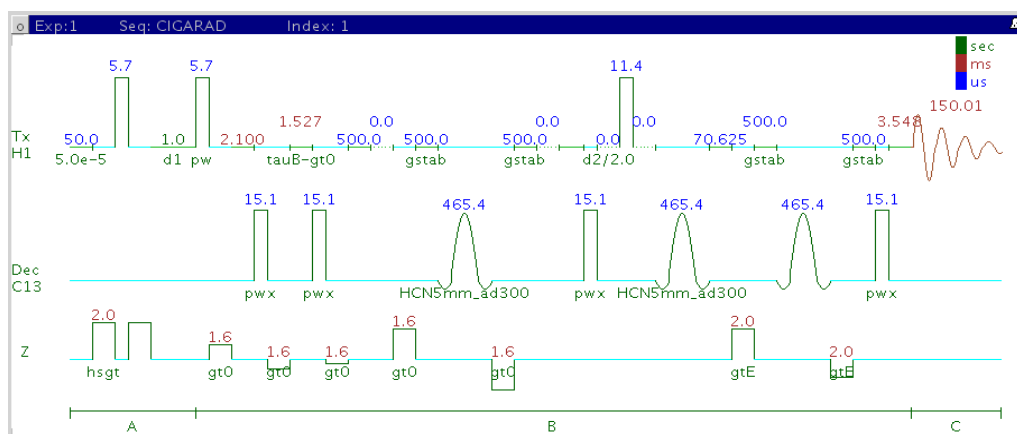 Exp:1 Seq: CIGARAD Index: 1
sec
ms
us
5.7 5.7 11.4
150.01
1.527 0.0 0.0 0.0 500.0 3.548
Tx 50.0 1.0 2.100 500.0 500.0 500.0 0.0 70.625 500.0
H1 5.0e-5 d1 pw tauB-gt0 gstab gstab d2/2.0 gstab gstab
15.1 15.1 465.4 15.1 465.4 465.4 15.1
Dec
C13
pwx pwx HCN5mm_ad300 pwx HCN5mm_ad300 pwx
2.0 1.6 1.6 1.6 1.6 1.6 2.0 2.0
Z
hsgt gt0 gt0 gt0 gt0 gt0 gtE gtE
A B C